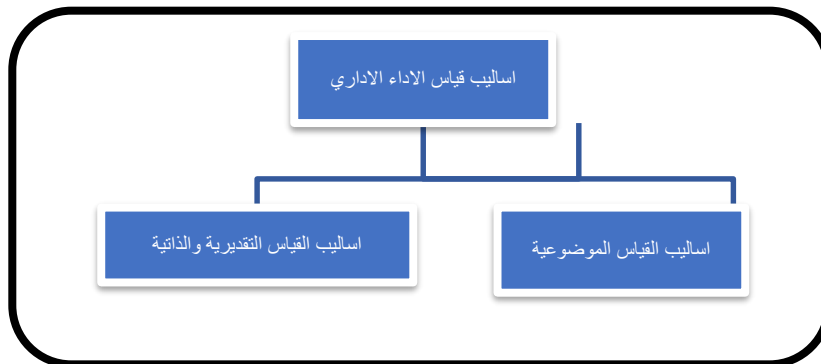 اساليب قياس الاداء الاداري
اساليب القياس الموضوعية
اساليب القياس التقديرية والذاتية